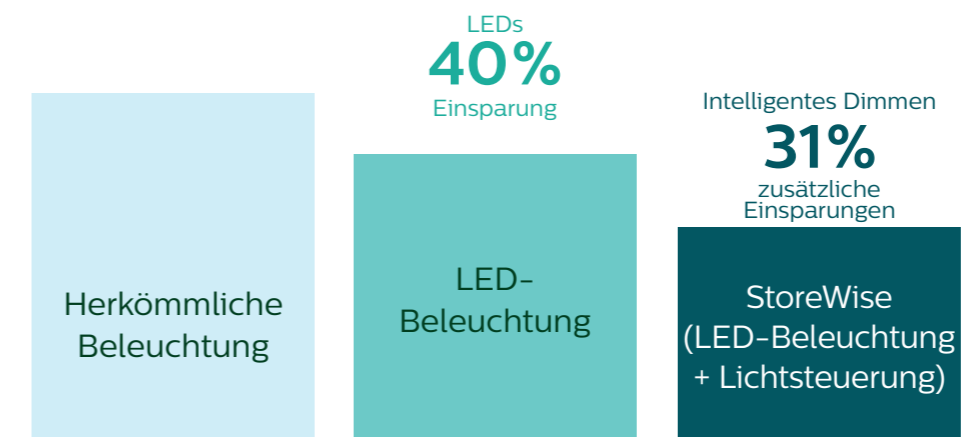 LEDs
40%
Einsparung
Intelligentes Dimmen
31%
zusätzliche
Einsparungen
Herkömmliche
Beleuchtung
LED-
Beleuchtung
StoreWise
(LED-Beleuchtung
+ Lichtsteuerung)